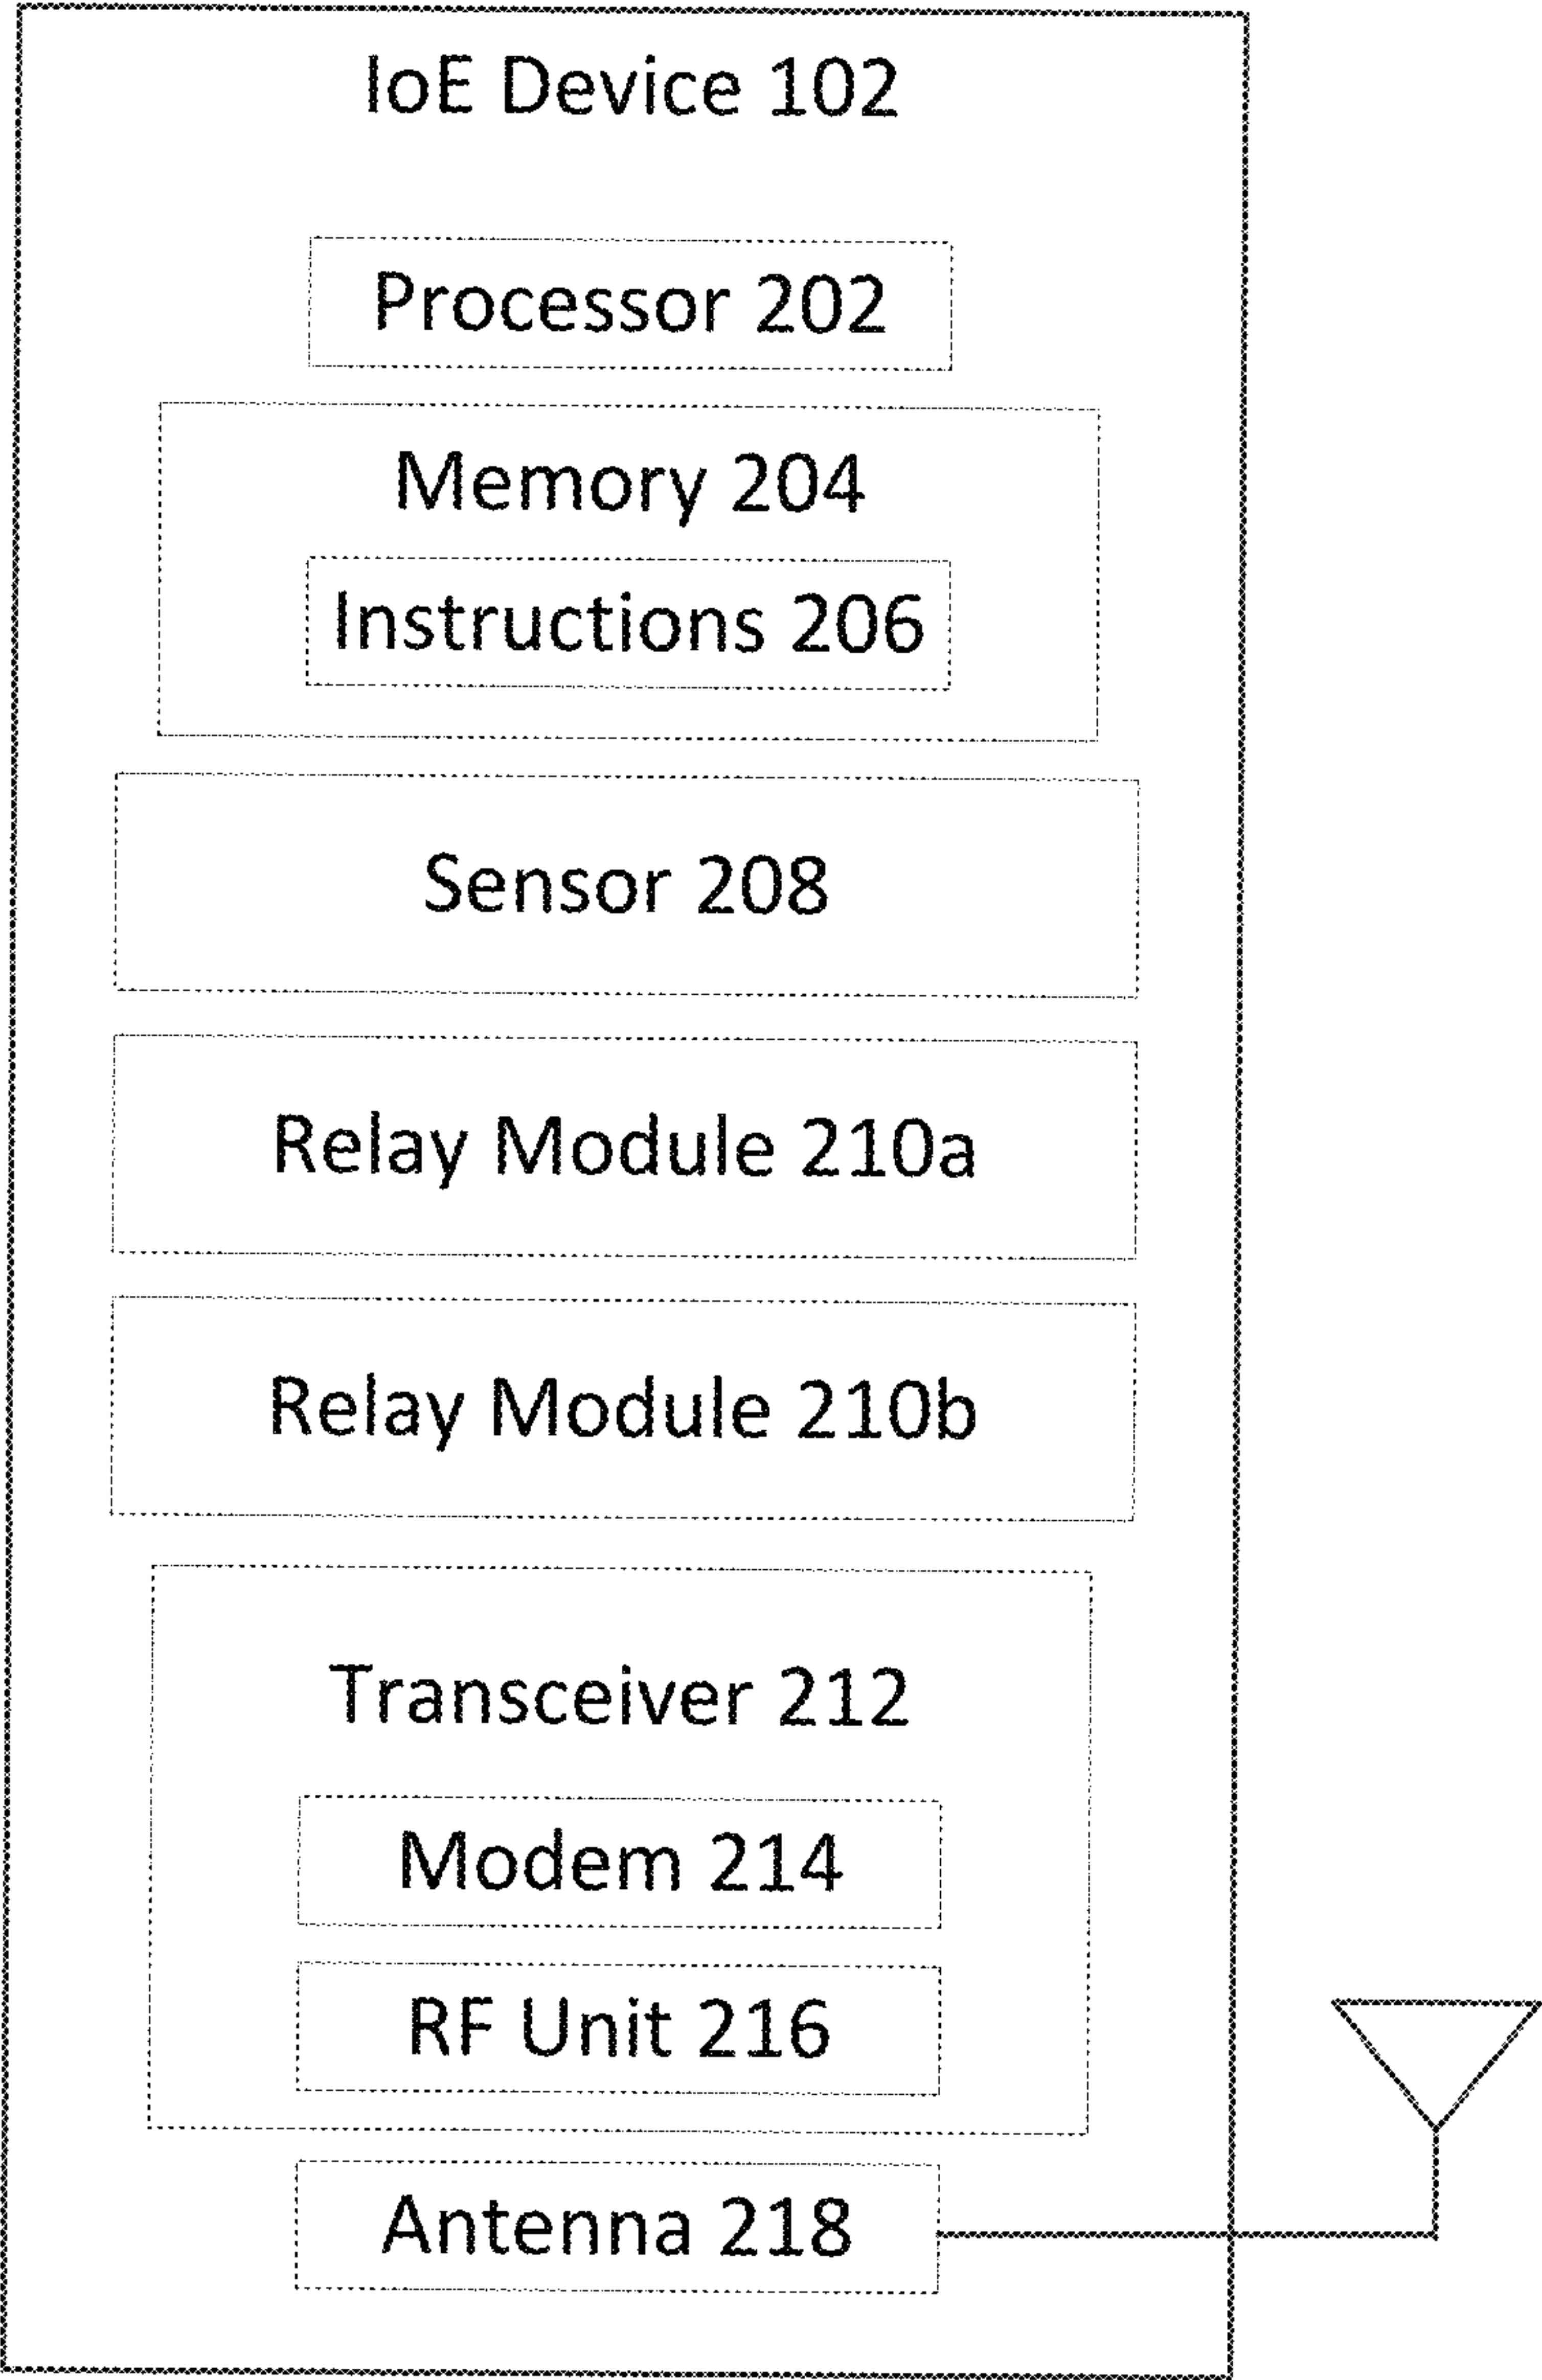 IoE Device 102
Processor 202
Memory 204
Instructions 206
Sensor 208
Relay Module 210a
Relay Module 210b
Transceiver 212
Modem 214
RF Unit 216
Antenna 218